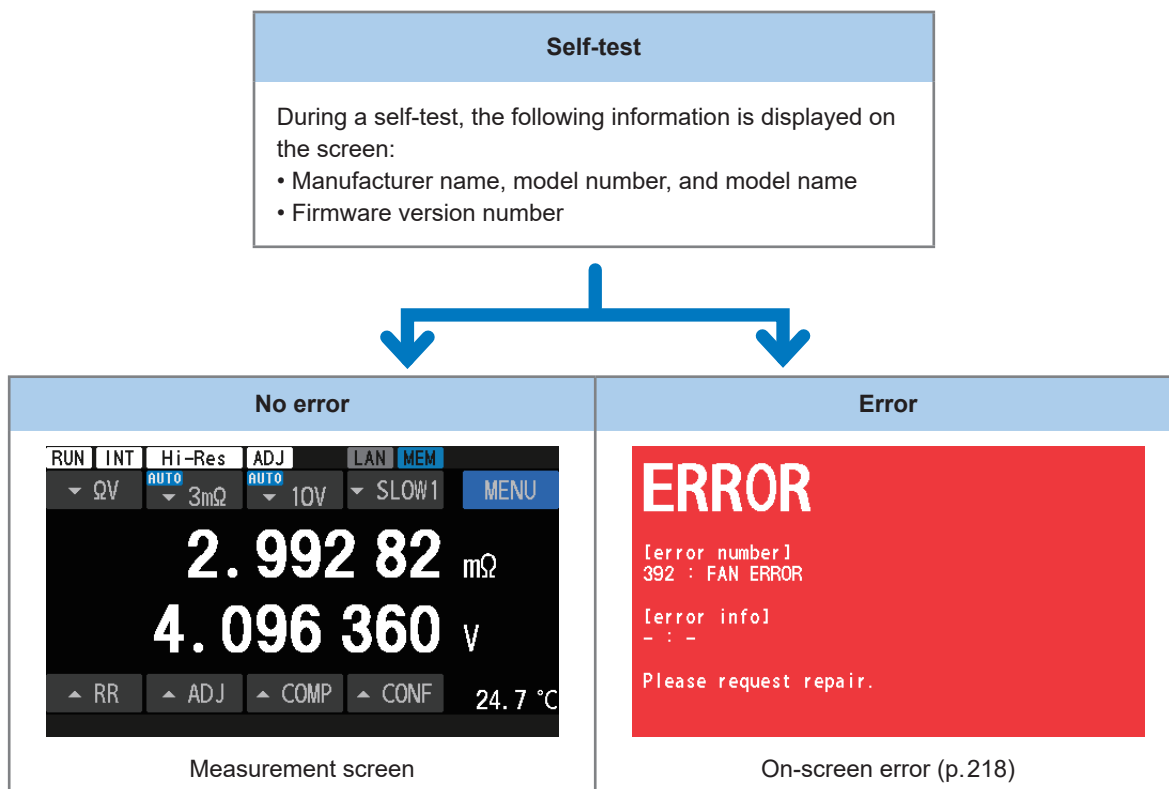 Self-test
During a self-test, the following information is displayed on
the screen:
• Manufacturer name, model number, and model name
• Firmware version number
No error
Error
RUN INT Hi-Res ADJ LAN MEM
ΩV AUTO 3mΩ AUTO 10V SLOW1 MENU
2.992 82 mΩ
4.096 360 V
RR ADJ COMP CONF 24.7 °C
Measurement screen
ERROR
[error number]
392 : FAN ERROR
[error info]
- : -
Please request repair.
On-screen error (p.218)